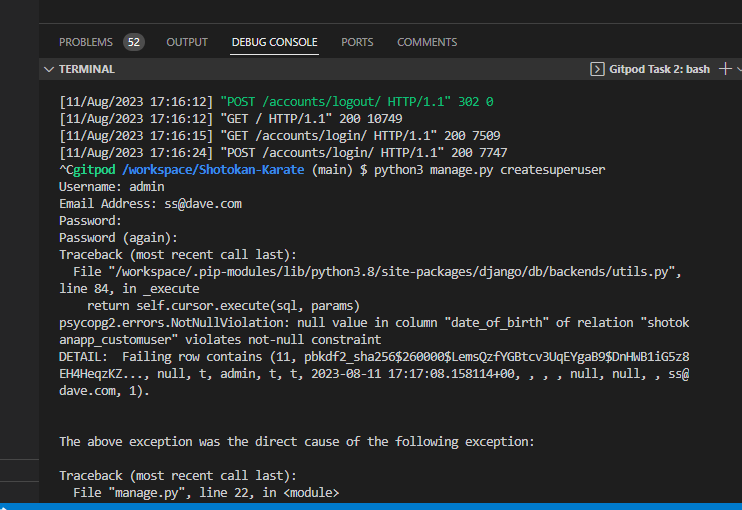 PROBLEMS 52 OUTPUT DEBUG CONSOLE PORTS COMMENTS
TERMINAL Gitpod Task 2: bash
[11/Aug/2023 17:16:12] "POST /accounts/logout/ HTTP/1.1" 302 0
[11/Aug/2023 17:16:12] "GET / HTTP/1.1" 200 10749
[11/Aug/2023 17:16:15] "GET /accounts/login/ HTTP/1.1" 200 7509
[11/Aug/2023 17:16:24] "POST /accounts/login/ HTTP/1.1" 200 7747
^Cgitpod /workspace/Shotokan-Karate (main) $ python3 manage.py createsuperuser
Username: admin
Email Address: ss@dave.com
Password:
Password (again):
Traceback (most recent call last):
  File "/workspace/.pip-modules/lib/python3.8/site-packages/django/db/backends/utils.py",
line 84, in _execute
    return self.cursor.execute(sql, params)
psycopg2.errors.NotNullViolation: null value in column "date_of_birth" of relation "shotok
anapp_customuser" violates not-null constraint
DETAIL:  Failing row contains (11, pbkdf2_sha256$260000$LemsQzfYGBtcv3UqEYgaB9$DnHWB1iG5z8
EH4HeqzKZ..., null, t, admin, t, t, 2023-08-11 17:17:08.158114+00, , , , null, null, , ss@
dave.com, 1).
The above exception was the direct cause of the following exception:
Traceback (most recent call last):
  File "manage.py", line 22, in <module>